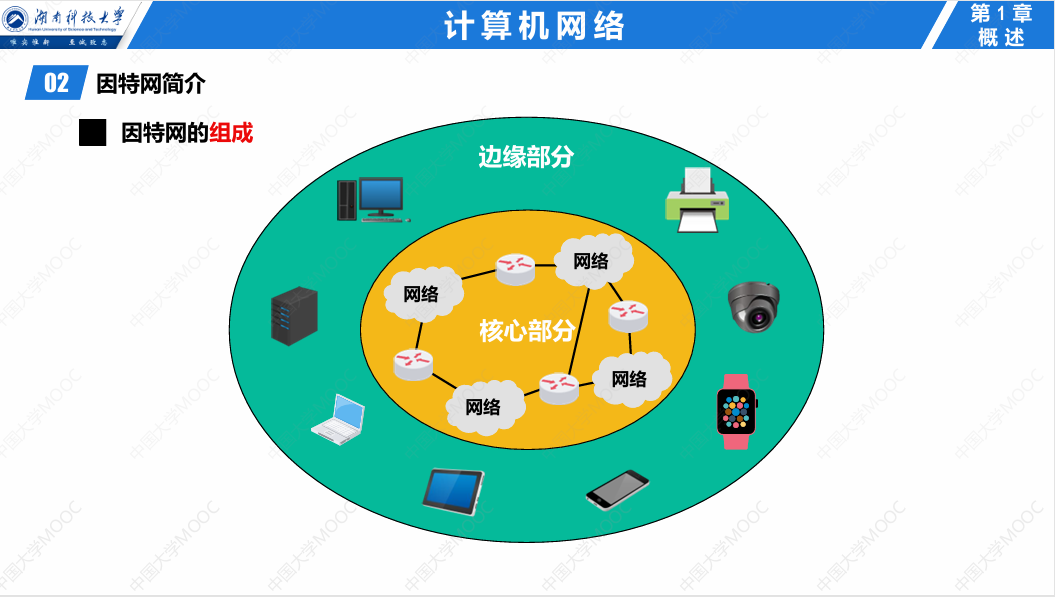 湖南科技大学
Hunan University of Science and Technology
唯实惟新 至诚致志
计算机网络
第1章
概述
02 因特网简介
因特网的组成
边缘部分
网络
网络
核心部分
网络
网络
中国大学MOOC